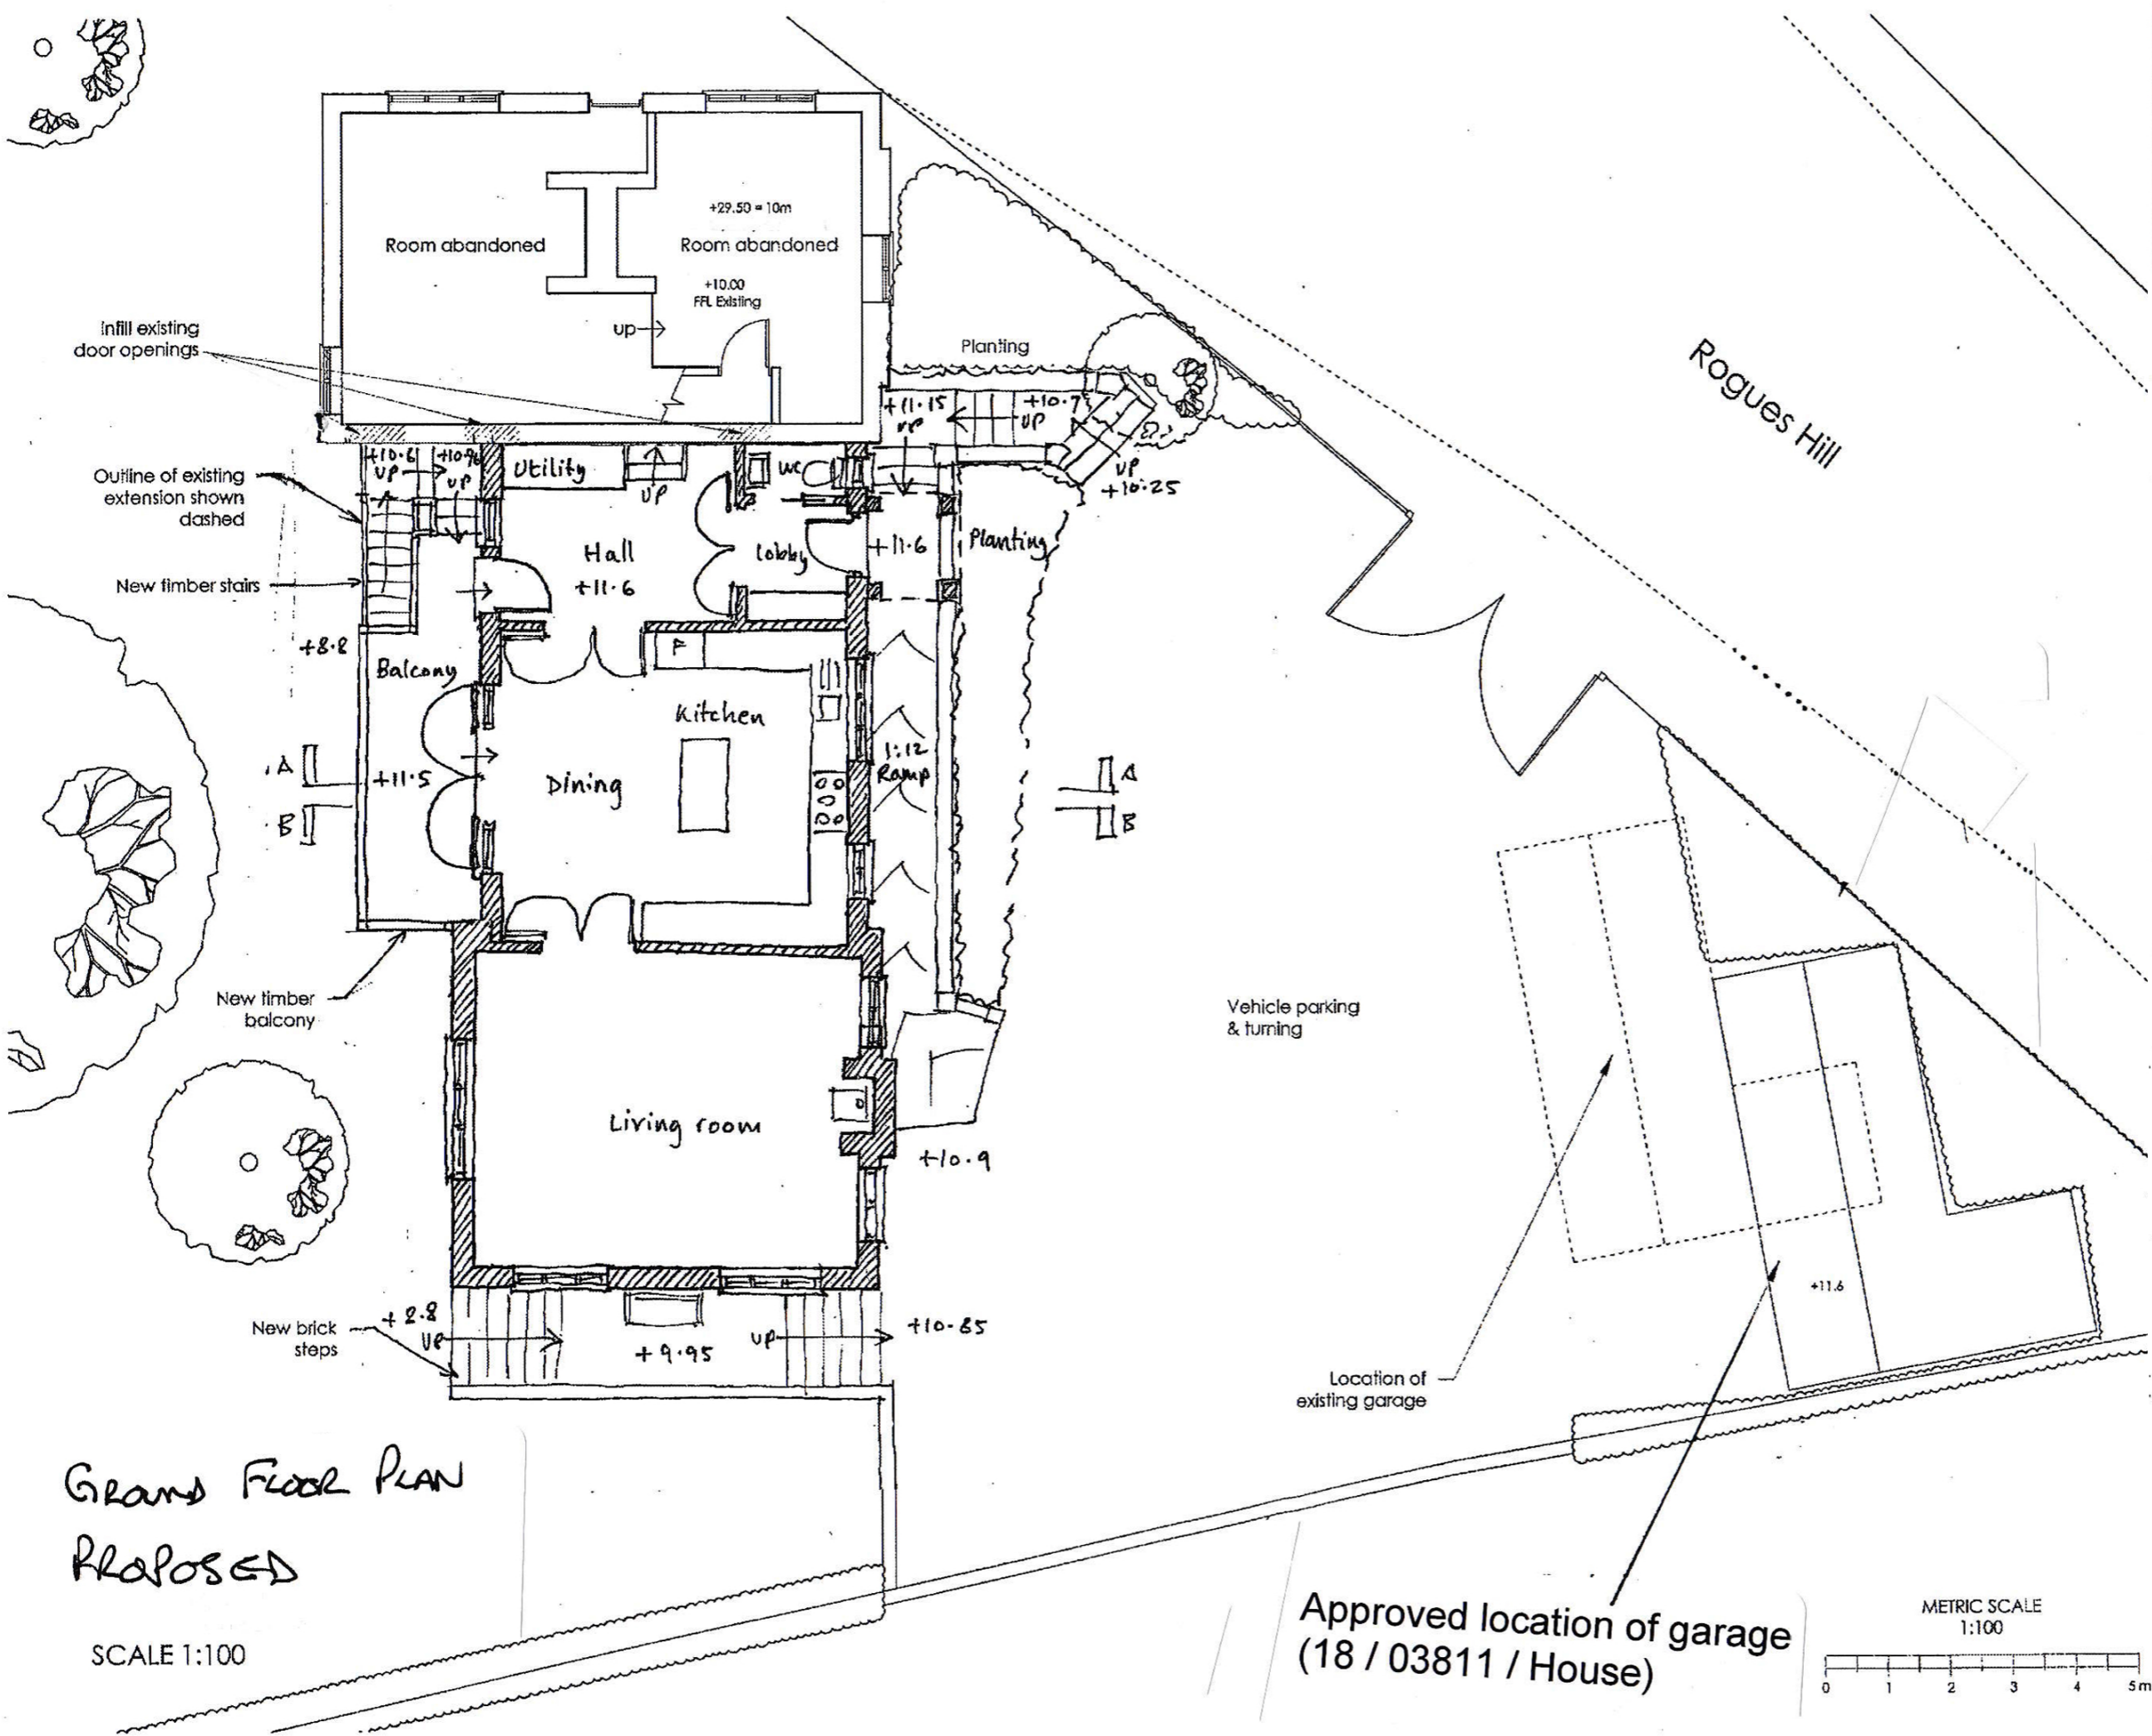 +29.50 = 10m
Room abandoned
Room abandoned
+10.00
FFL Existing
up
Infill existing
door openings
Planting
Rogues Hill
+11.15
UP
+10.7
UP
UP
+10.25
Outline of existing
extension shown
dashed
+10.6
UP
UP
Utility
UP
WC
Hall
+11.6
Lobby
+11.6
Planting
New timber stairs
+8.8
Balcony
F
Kitchen
A
B
+11.5
Dining
1:12
Ramp
A
B
New timber
balcony
Vehicle parking
& turning
Living room
+10.9
+11.6
New brick
steps
UP
+9.95
UP
+10.85
Location of
existing garage
GROUND FLOOR PLAN
PROPOSED
SCALE 1:100
Approved location of garage
(18 / 03811 / House)
METRIC SCALE
1:100
0 1 2 3 4 5m